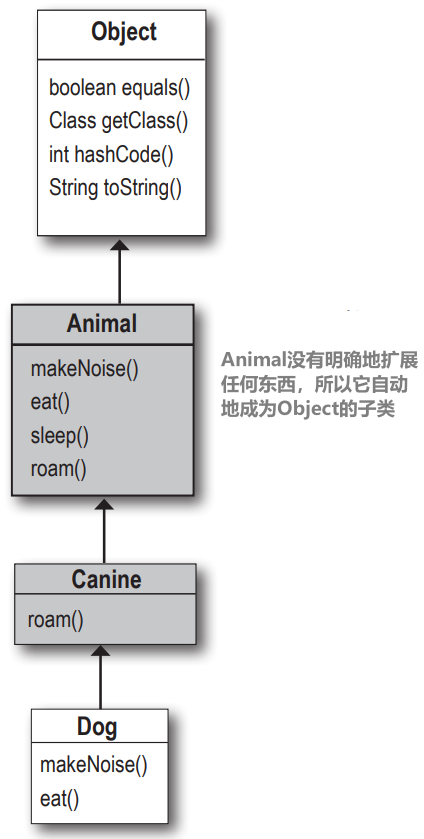 Object
boolean equals()
Class getClass()
int hashCode()
String toString()
Animal
makeNoise()
eat()
sleep()
roam()
Animal没有明确地扩展
任何东西，所以它自动
地成为Object的子类
Canine
roam()
Dog
makeNoise()
eat()